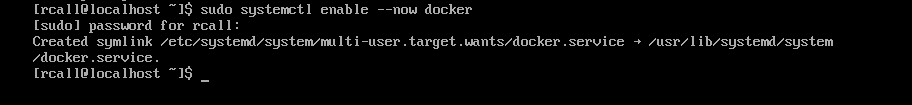 [rcall@localhost ~]$ sudo systemctl enable --now docker
[sudo] password for rcall:
Created symlink /etc/systemd/system/multi-user.target.wants/docker.service → /usr/lib/systemd/system
/docker.service.
[rcall@localhost ~]$ _